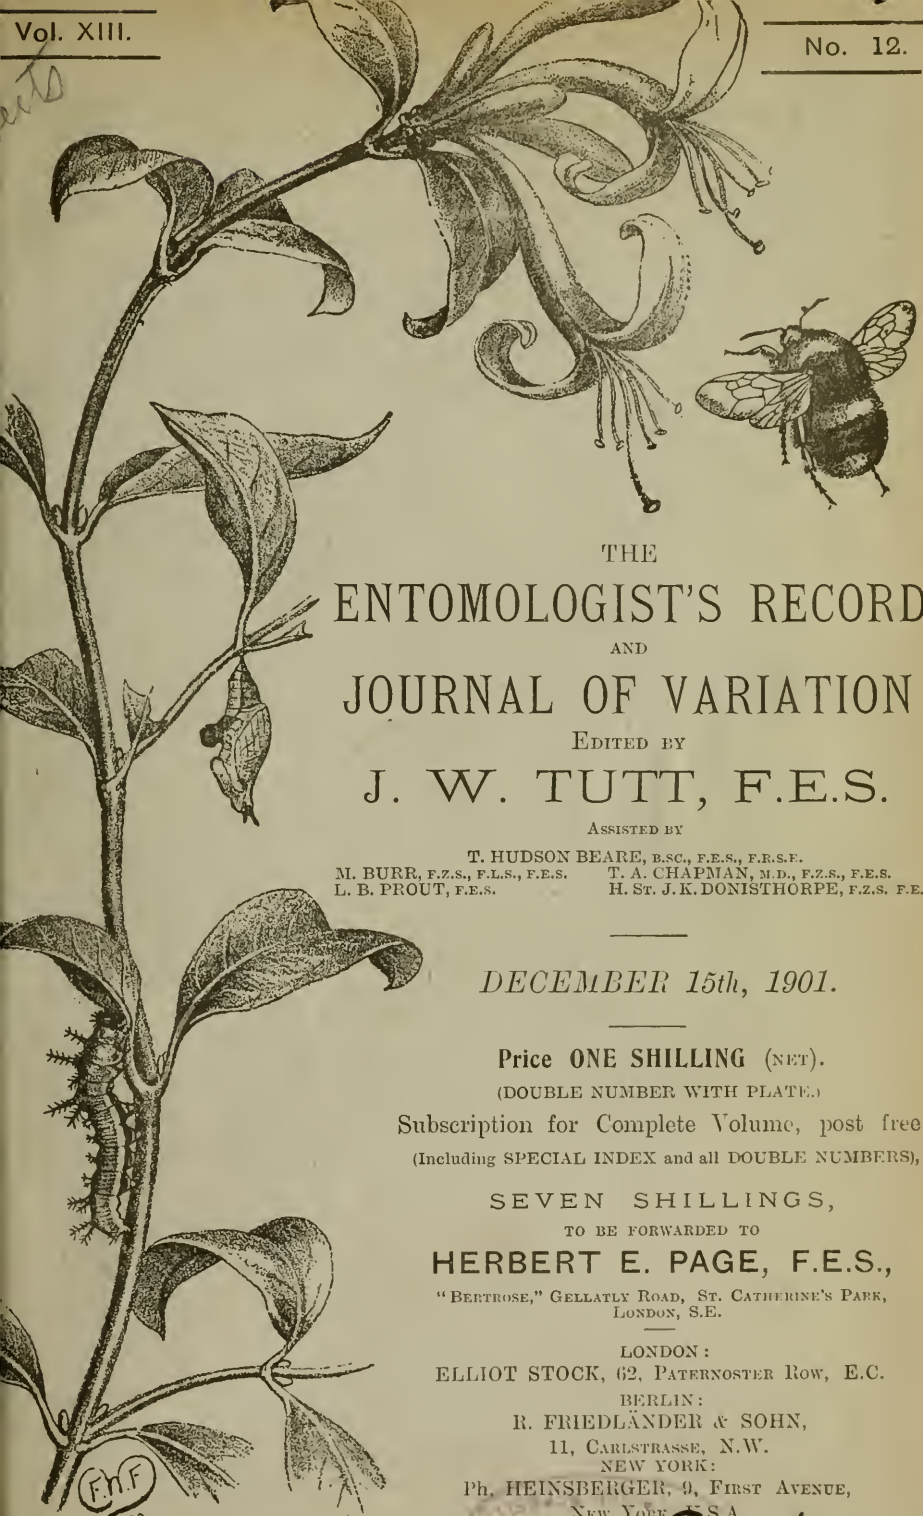 Vol. XIII.
No. 12.
THE
ENTOMOLOGIST'S RECORD
AND
JOURNAL OF VARIATION
EDITED BY
J. W. TUTT, F.E.S.
ASSISTED BY
T. HUDSON BEARE, B.SC., F.E.S., F.R.S.E.
M. BURR, F.Z.S., F.L.S., F.E.S. T. A. CHAPMAN, M.D., F.Z.S., F.E.S.
L. B. PROUT, F.E.S. H. ST. J. K. DONISTHORPE, F.Z.S. F.E.
DECEMBER 15th, 1901.
Price ONE SHILLING (NET).
(DOUBLE NUMBER WITH PLATE.)
Subscription for Complete Volume, post free
(Including SPECIAL INDEX and all DOUBLE NUMBERS),
SEVEN SHILLINGS,
TO BE FORWARDED TO
HERBERT E. PAGE, F.E.S.,
"BERTROSE," GELLATLY ROAD, ST. CATHERINE'S PARK,
LONDON, S.E.
LONDON:
ELLIOT STOCK, 62, PATERNOSTER ROW, E.C.
BERLIN:
R. FRIEDLÄNDER & SOHN,
11, CARLSTRASSE, N.W.
NEW YORK:
Ph. HEINSBERGER, 9, FIRST AVENUE,
NEW YORK, U.S.A.
F.W.F